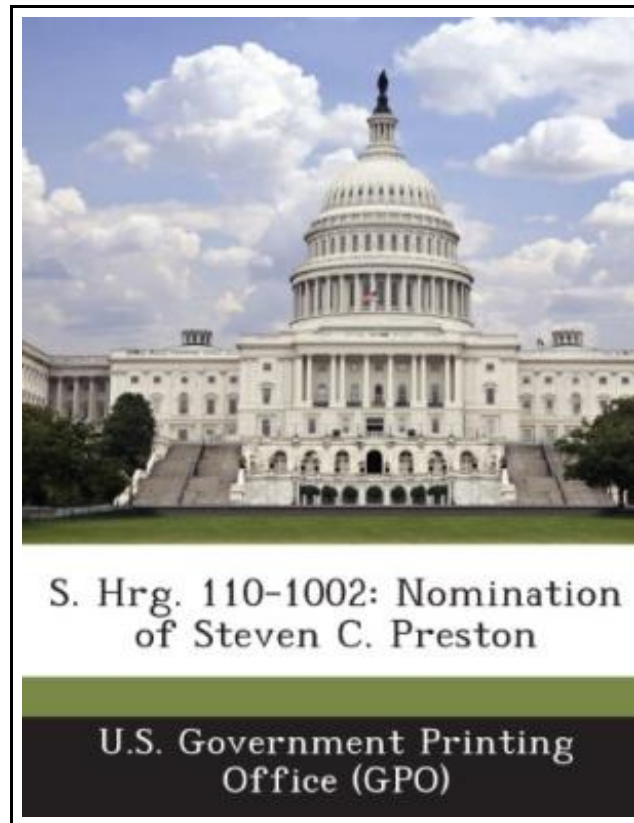 S. Hrg. 110-1002: Nomination
of Steven C. Preston
U.S. Government Printing
Office (GPO)